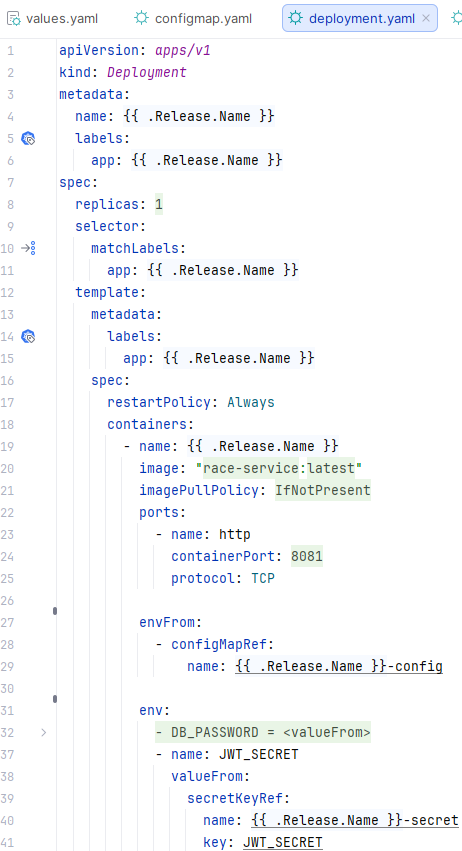 values.yaml configmap.yaml deployment.yaml ×
1 apiVersion: apps/v1
2 kind: Deployment
3 metadata:
4   name: {{ .Release.Name }}
5   labels:
6     app: {{ .Release.Name }}
7 spec:
8   replicas: 1
9   selector:
10     matchLabels:
11       app: {{ .Release.Name }}
12   template:
13     metadata:
14       labels:
15         app: {{ .Release.Name }}
16     spec:
17       restartPolicy: Always
18       containers:
19         - name: {{ .Release.Name }}
20           image: "race-service:latest"
21           imagePullPolicy: IfNotPresent
22           ports:
23             - name: http
24               containerPort: 8081
25               protocol: TCP
26
27           envFrom:
28             - configMapRef:
29                 name: {{ .Release.Name }}-config
30
31           env:
32             - DB_PASSWORD = <valueFrom>
37             - name: JWT_SECRET
38               valueFrom:
39                 secretKeyRef:
40                   name: {{ .Release.Name }}-secret
41                   key: JWT_SECRET